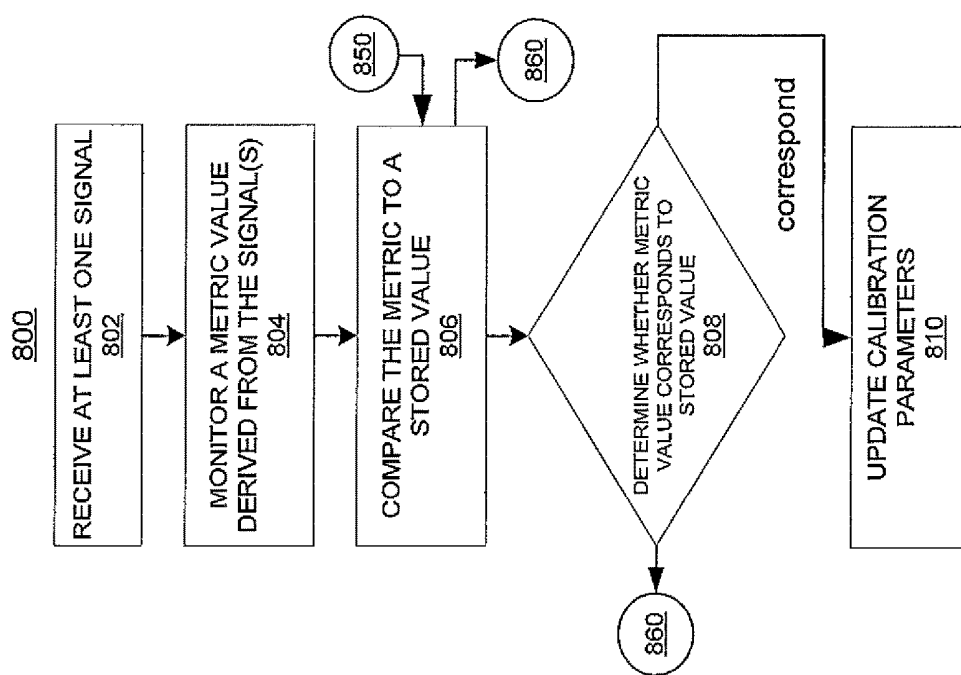 800
RECEIVE AT LEAST ONE SIGNAL
802
MONITOR A METRIC VALUE
DERIVED FROM THE SIGNAL(S)
804
850
COMPARE THE METRIC TO A
STORED VALUE
806
860
DETERMINE WHETHER METRIC
VALUE CORRESPONDS TO
STORED VALUE
808
860
correspond
UPDATE CALIBRATION
PARAMETERS
810